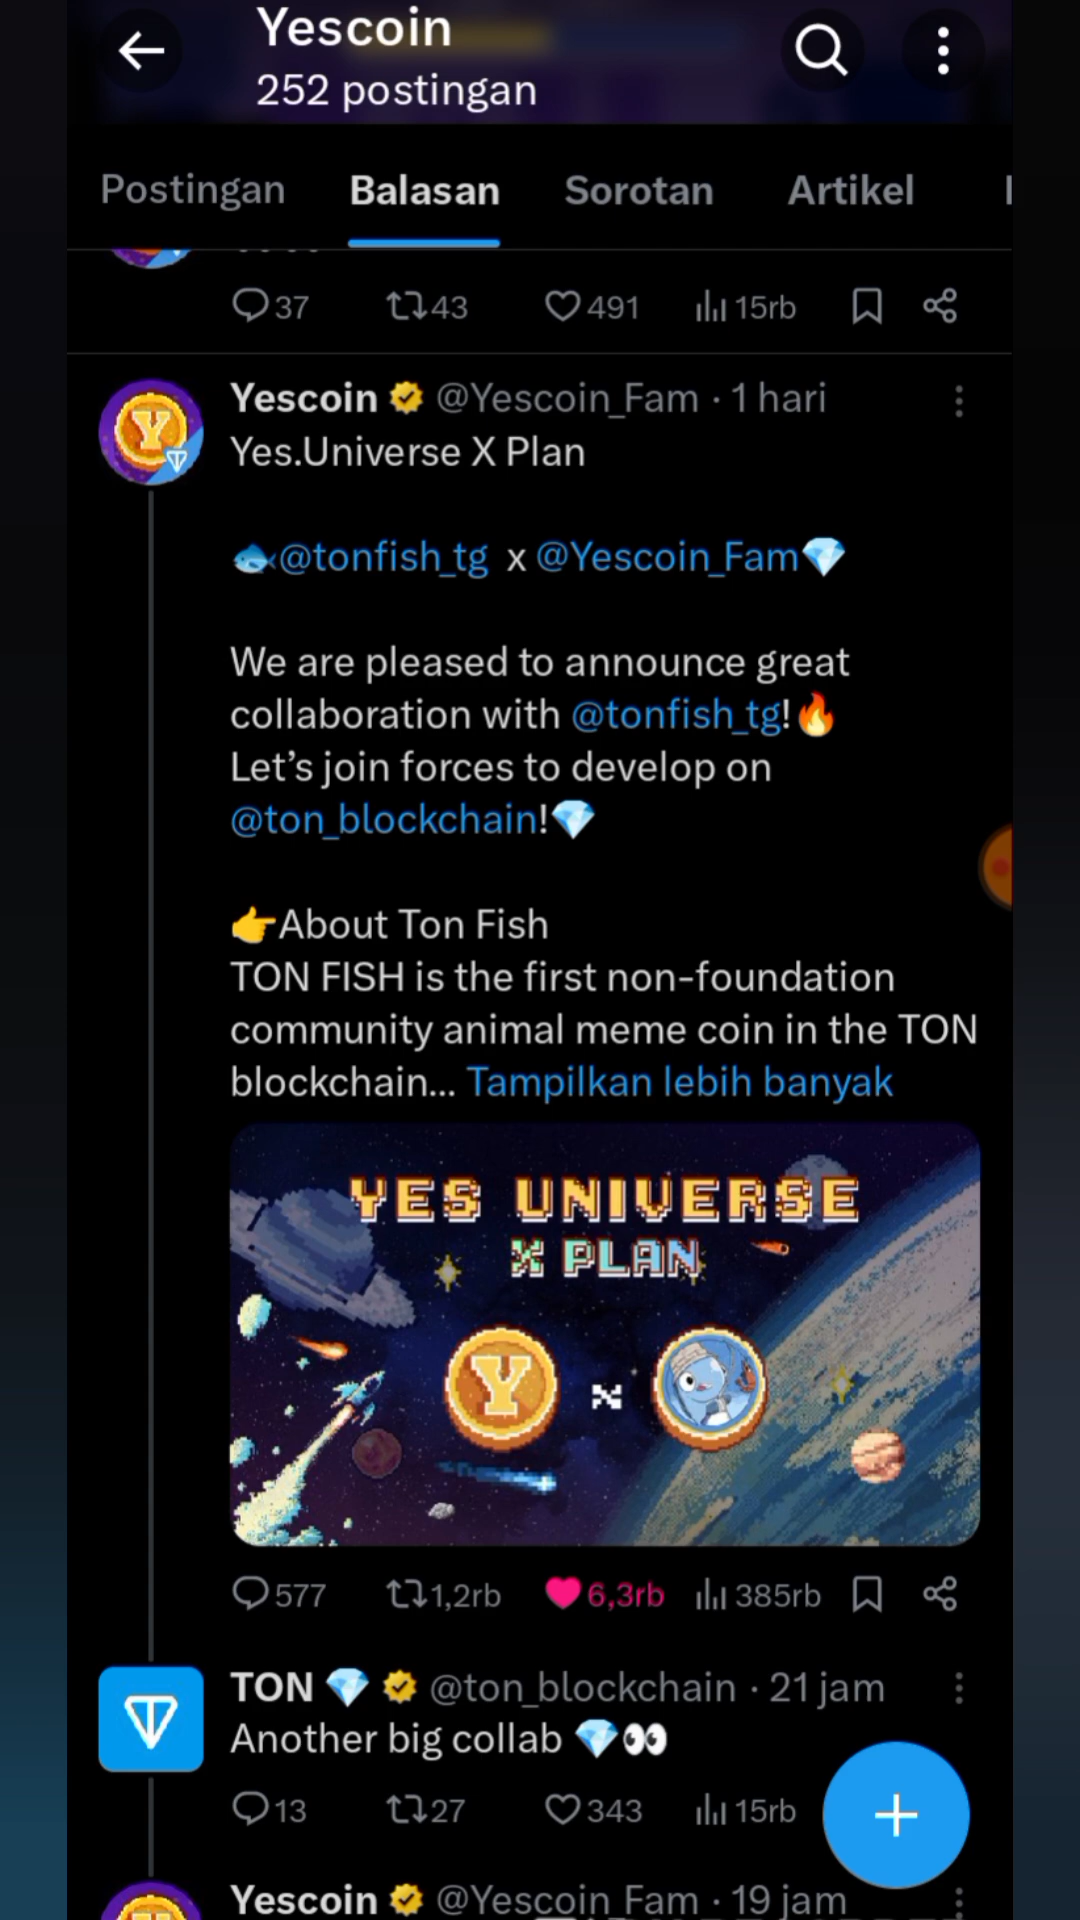 Yescoin
252 postingan
Postingan Balasan Sorotan Artikel
37 43 491 15rb
Yescoin @Yescoin_Fam · 1 hari
Yes.Universe X Plan
🐟@tonfish_tg x @Yescoin_Fam💎
We are pleased to announce great
collaboration with @tonfish_tg!🔥
Let’s join forces to develop on
@ton_blockchain!💎
👉About Ton Fish
TON FISH is the first non-foundation
community animal meme coin in the TON
blockchain... Tampilkan lebih banyak
YES UNIVERSE
X PLAN
Y x
577 1,2rb 6,3rb 385rb
TON 💎 @ton_blockchain · 21 jam
Another big collab 💎👀
13 27 343 15rb
Yescoin @Yescoin_Fam · 19 jam